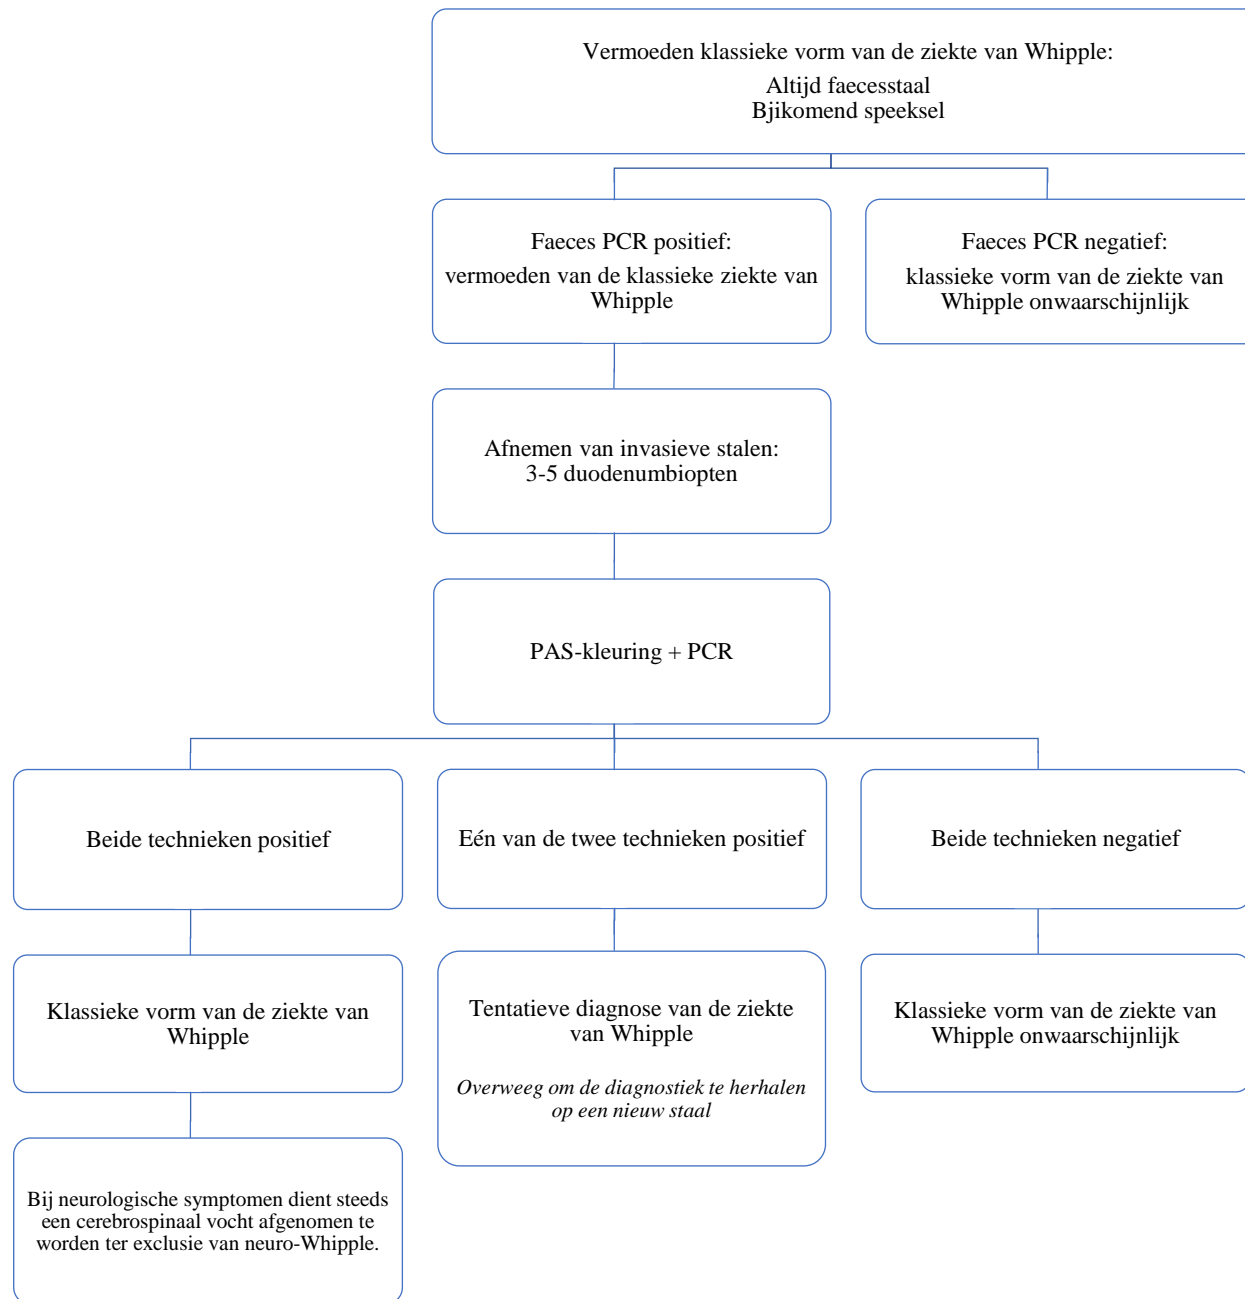 Vermoeden klassieke vorm van de ziekte van Whipple:
Altijd faecesstaal
Bjikomend speeksel
Faeces PCR positief:
vermoeden van de klassieke ziekte van
Whipple
Faeces PCR negatief:
klassieke vorm van de ziekte van
Whipple onwaarschijnlijk
Afnemen van invasieve stalen:
3-5 duodenumbiopten
PAS-kleuring + PCR
Beide technieken positief
Eén van de twee technieken positief
Beide technieken negatief
Klassieke vorm van de ziekte van
Whipple
Tentatieve diagnose van de ziekte
van Whipple
Overweeg om de diagnostiek te herhalen
op een nieuw staal
Klassieke vorm van de ziekte van
Whipple onwaarschijnlijk
Bij neurologische symptomen dient steeds
een cerebrospinaal vocht afgenomen te
worden ter exclusie van neuro-Whipple.